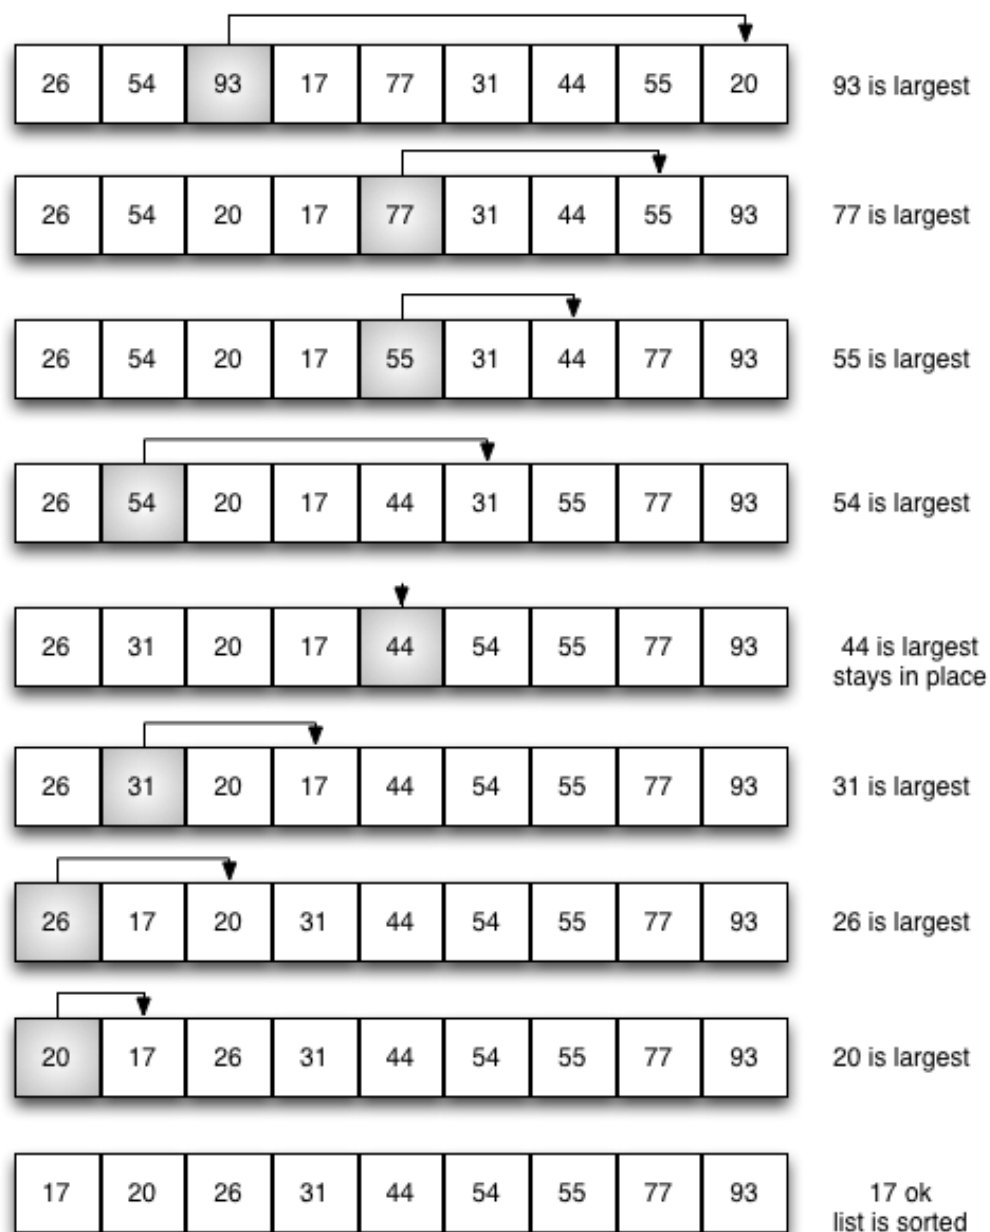 26 54 93 17 77 31 44 55 20 93 is largest
26 54 20 17 77 31 44 55 93 77 is largest
26 54 20 17 55 31 44 77 93 55 is largest
26 54 20 17 44 31 55 77 93 54 is largest
26 31 20 17 44 54 55 77 93 44 is largest
stays in place
26 31 20 17 44 54 55 77 93 31 is largest
26 17 20 31 44 54 55 77 93 26 is largest
20 17 26 31 44 54 55 77 93 20 is largest
17 20 26 31 44 54 55 77 93 17 ok
list is sorted